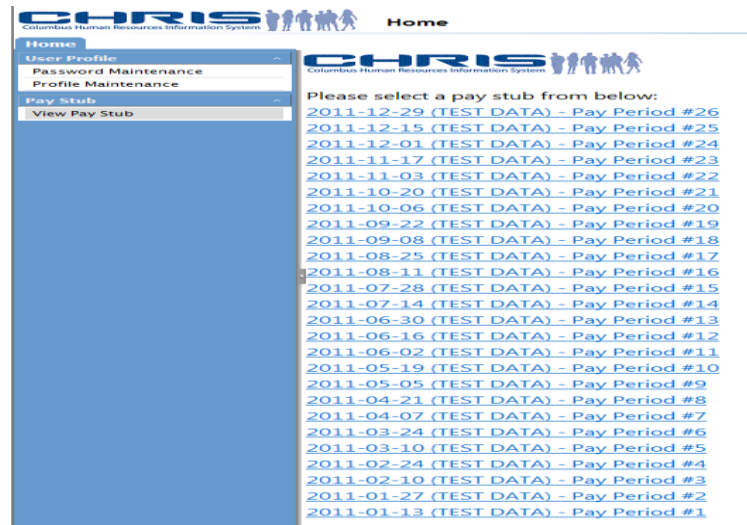 CHRIS
Columbus Human Resources Information System
Home
Home
User Profile
Password Maintenance
Profile Maintenance
Pay Stub
View Pay Stub
CHRIS
Columbus Human Resources Information System
Please select a pay stub from below:
2011-12-29 (TEST DATA) - Pay Period #26
2011-12-15 (TEST DATA) - Pay Period #25
2011-12-01 (TEST DATA) - Pay Period #24
2011-11-17 (TEST DATA) - Pay Period #23
2011-11-03 (TEST DATA) - Pay Period #22
2011-10-20 (TEST DATA) - Pay Period #21
2011-10-06 (TEST DATA) - Pay Period #20
2011-09-22 (TEST DATA) - Pay Period #19
2011-09-08 (TEST DATA) - Pay Period #18
2011-08-25 (TEST DATA) - Pay Period #17
2011-08-11 (TEST DATA) - Pay Period #16
2011-07-28 (TEST DATA) - Pay Period #15
2011-07-14 (TEST DATA) - Pay Period #14
2011-06-30 (TEST DATA) - Pay Period #13
2011-06-16 (TEST DATA) - Pay Period #12
2011-06-02 (TEST DATA) - Pay Period #11
2011-05-19 (TEST DATA) - Pay Period #10
2011-05-05 (TEST DATA) - Pay Period #9
2011-04-21 (TEST DATA) - Pay Period #8
2011-04-07 (TEST DATA) - Pay Period #7
2011-03-24 (TEST DATA) - Pay Period #6
2011-03-10 (TEST DATA) - Pay Period #5
2011-02-24 (TEST DATA) - Pay Period #4
2011-02-10 (TEST DATA) - Pay Period #3
2011-01-27 (TEST DATA) - Pay Period #2
2011-01-13 (TEST DATA) - Pay Period #1